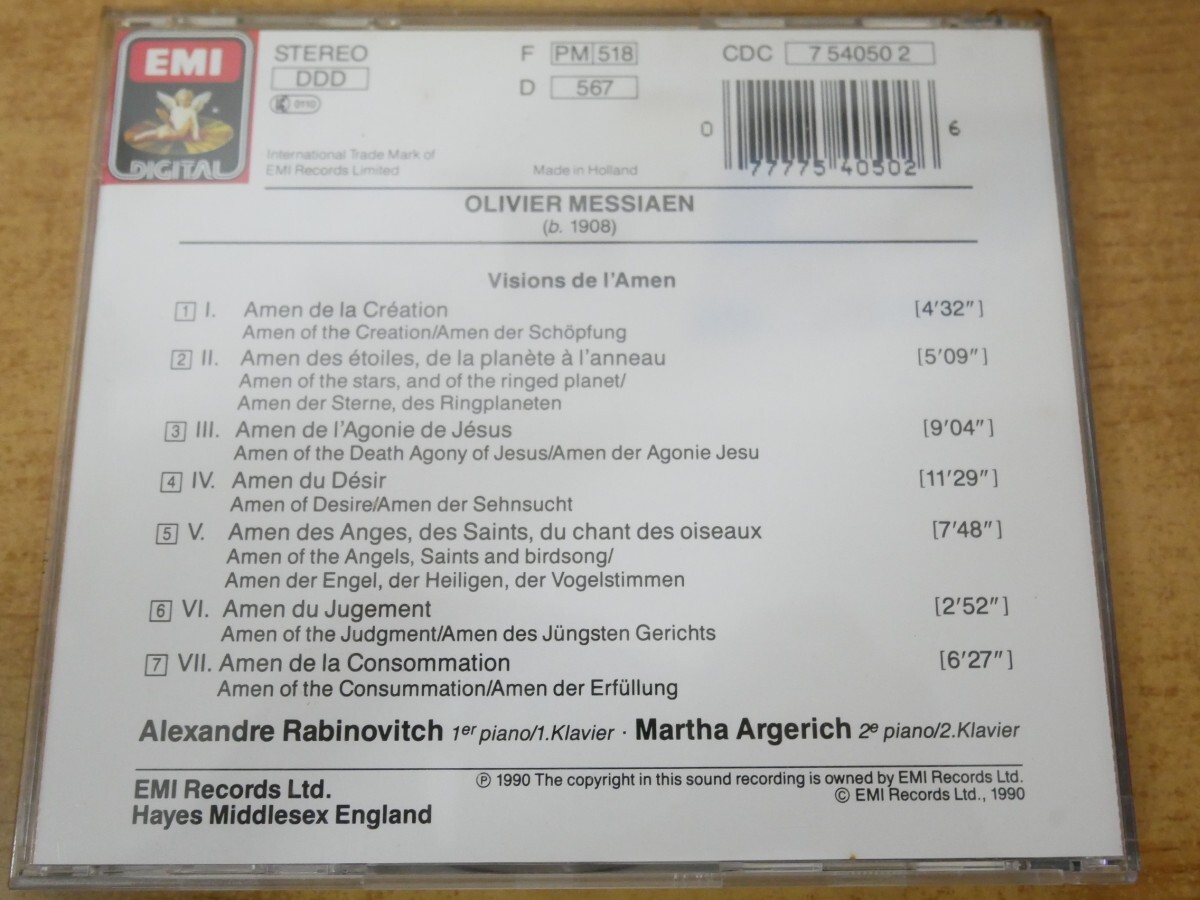 EMI
DIGITAL
STEREO
DDD
0110
International Trade Mark of
EMI Records Limited
F PM 518
D 567
Made in Holland
CDC 7 54050 2
0 77775 40502 6
OLIVIER MESSIAEN
(b. 1908)
Visions de l'Amen
1 I. Amen de la Création [4'32"]
Amen of the Creation/Amen der Schöpfung
2 II. Amen des étoiles, de la planète à l'anneau [5'09"]
Amen of the stars, and of the ringed planet/
Amen der Sterne, des Ringplaneten
3 III. Amen de l'Agonie de Jésus [9'04"]
Amen of the Death Agony of Jesus/Amen der Agonie Jesu
4 IV. Amen du Désir [11'29"]
Amen of Desire/Amen der Sehnsucht
5 V. Amen des Anges, des Saints, du chant des oiseaux [7'48"]
Amen of the Angels, Saints and birdsong/
Amen der Engel, der Heiligen, der Vogelstimmen
6 VI. Amen du Jugement [2'52"]
Amen of the Judgment/Amen des Jüngsten Gerichts
7 VII. Amen de la Consommation [6'27"]
Amen of the Consummation/Amen der Erfüllung
Alexandre Rabinovitch 1er piano/1.Klavier · Martha Argerich 2e piano/2.Klavier
EMI Records Ltd.
Hayes Middlesex England
℗ 1990 The copyright in this sound recording is owned by EMI Records Ltd.
© EMI Records Ltd., 1990